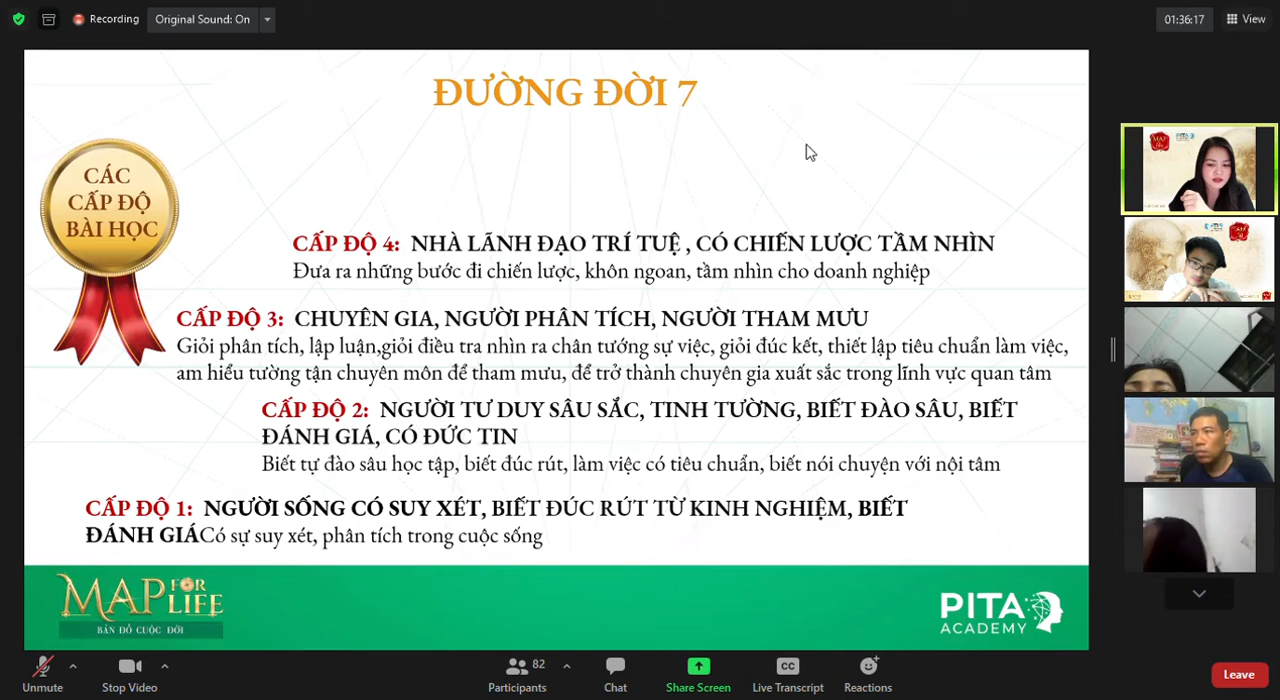 Recording
Original Sound: On
01:36:17
View
ĐƯỜNG ĐỜI 7
CÁC
CẤP ĐỘ
BÀI HỌC
CẤP ĐỘ 4: NHÀ LÃNH ĐẠO TRÍ TUỆ , CÓ CHIẾN LƯỢC TẦM NHÌN
Đưa ra những bước đi chiến lược, khôn ngoan, tầm nhìn cho doanh nghiệp
CẤP ĐỘ 3: CHUYÊN GIA, NGƯỜI PHÂN TÍCH, NGƯỜI THAM MƯU
Giỏi phân tích, lập luận,giỏi điều tra nhìn ra chân tướng sự việc, giỏi đúc kết, thiết lập tiêu chuẩn làm việc,
am hiểu tường tận chuyên môn để tham mưu, để trở thành chuyên gia xuất sắc trong lĩnh vực quan tâm
CẤP ĐỘ 2: NGƯỜI TƯ DUY SÂU SẮC, TINH TƯỜNG, BIẾT ĐÀO SÂU, BIẾT
ĐÁNH GIÁ, CÓ ĐỨC TIN
Biết tự đào sâu học tập, biết đúc rút, làm việc có tiêu chuẩn, biết nói chuyện với nội tâm
CẤP ĐỘ 1: NGƯỜI SỐNG CÓ SUY XÉT, BIẾT ĐÚC RÚT TỪ KINH NGHIỆM, BIẾT
ĐÁNH GIÁCó sự suy xét, phân tích trong cuộc sống
MAP FOR LIFE
BẢN ĐỒ CUỘC ĐỜI
PITA
ACADEMY
Unmute
Stop Video
82
Participants
Chat
Share Screen
CC
Live Transcript
Reactions
Leave